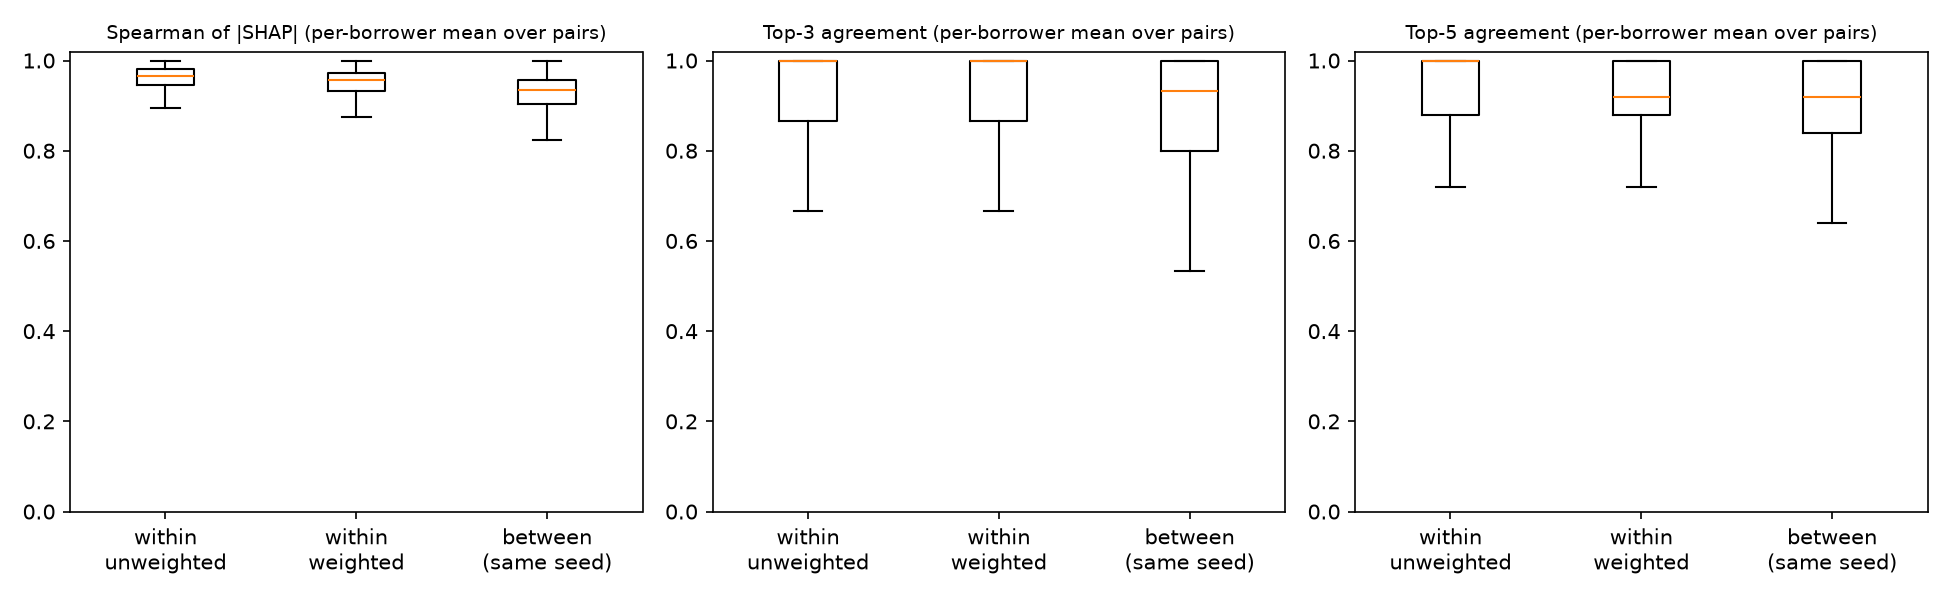 Spearman of |SHAP| (per-borrower mean over pairs)
1.0
0.8
0.6
0.4
0.2
0.0
within
unweighted
within
weighted
between
(same seed)
Top-3 agreement (per-borrower mean over pairs)
1.0
0.8
0.6
0.4
0.2
0.0
within
unweighted
within
weighted
between
(same seed)
Top-5 agreement (per-borrower mean over pairs)
1.0
0.8
0.6
0.4
0.2
0.0
within
unweighted
within
weighted
between
(same seed)